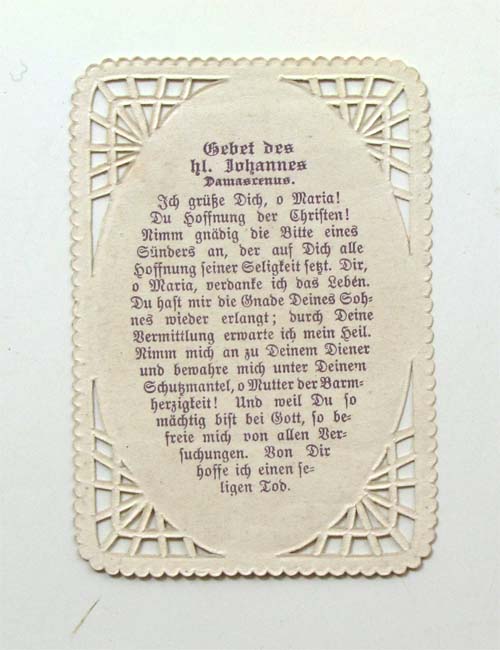 Gebet des
hl. Johannes
Damascenus.
Ich grüße Dich, o Maria!
Du Hoffnung der Christen!
Nimm gnädig die Bitte eines
Sünders an, der auf Dich alle
Hoffnung seiner Seligkeit setzt. Dir,
o Maria, verdanke ich das Leben.
Du hast mir die Gnade Deines Soh-
nes wieder erlangt; durch Deine
Vermittlung erwarte ich mein Heil.
Nimm mich an zu Deinem Diener
und bewahre mich unter Deinem
Schutzmantel, o Mutter der Barm-
herzigkeit! Und weil Du so
mächtig bist bei Gott, so be-
freie mich von allen Ver-
suchungen. Von Dir
hoffe ich einen se-
ligen Tod.